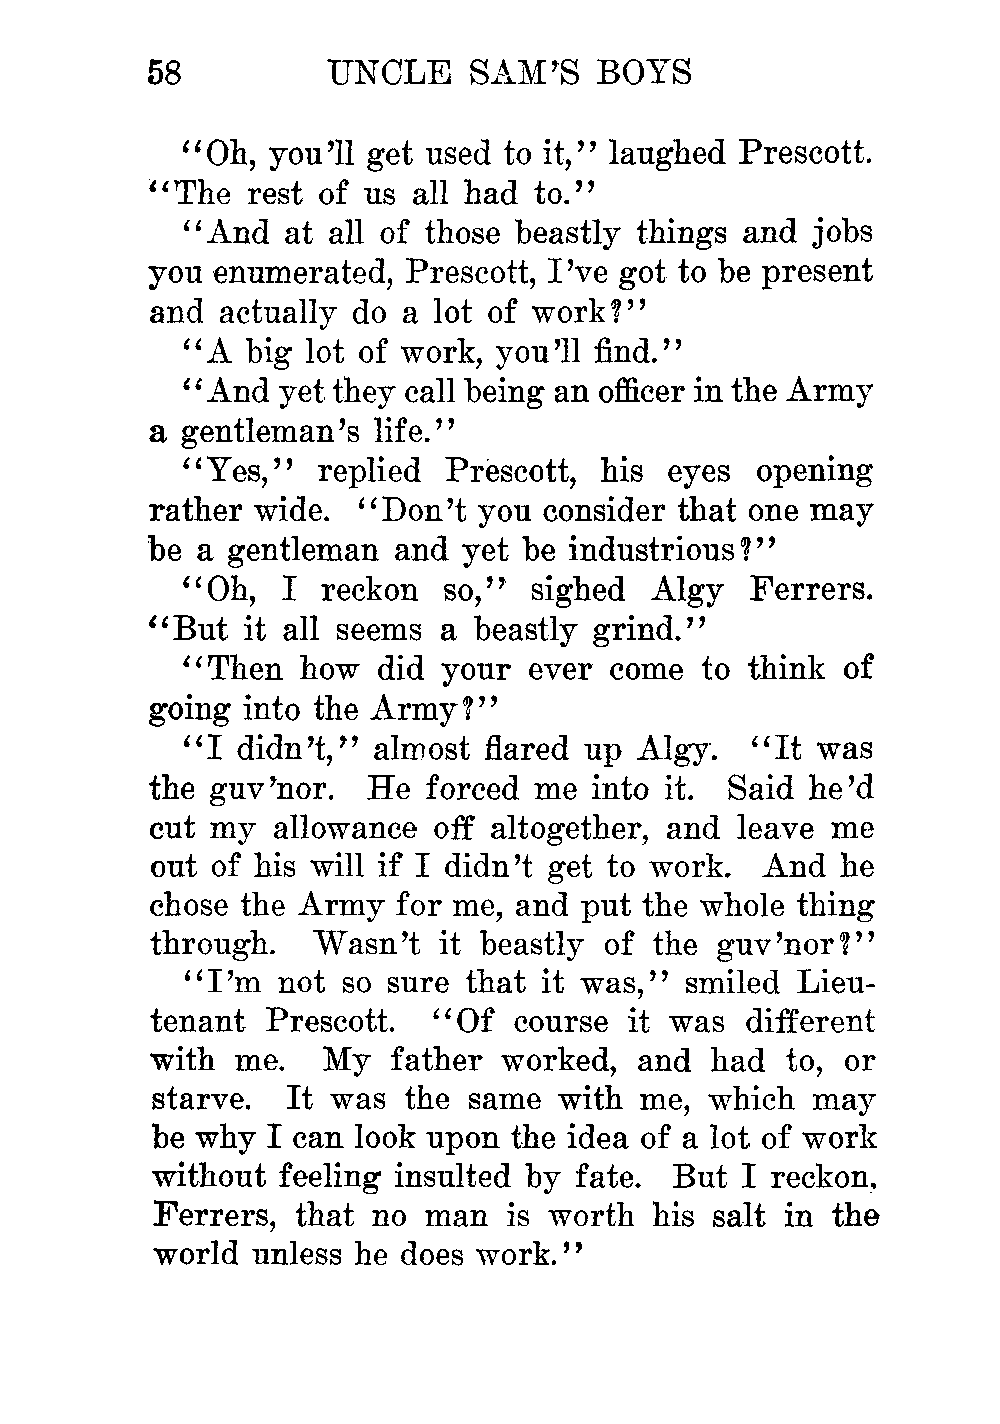 58 UNCLE SAM'S BOYS
"Oh, you'll get used to it," laughed Prescott.
"The rest of us all had to."
"And at all of those beastly things and jobs
you enumerated, Prescott, I've got to be present
and actually do a lot of work?"
"A big lot of work, you'll find."
"And yet they call being an officer in the Army
a gentleman's life."
"Yes," replied Prescott, his eyes opening
rather wide. "Don't you consider that one may
be a gentleman and yet be industrious?"
"Oh, I reckon so," sighed Algy Ferrers.
"But it all seems a beastly grind."
"Then how did your ever come to think of
going into the Army?"
"I didn't," almost flared up Algy. "It was
the guv'nor. He forced me into it. Said he'd
cut my allowance off altogether, and leave me
out of his will if I didn't get to work. And he
chose the Army for me, and put the whole thing
through. Wasn't it beastly of the guv'nor?"
"I'm not so sure that it was," smiled Lieu-
tenant Prescott. "Of course it was different
with me. My father worked, and had to, or
starve. It was the same with me, which may
be why I can look upon the idea of a lot of work
without feeling insulted by fate. But I reckon,
Ferrers, that no man is worth his salt in the
world unless he does work."